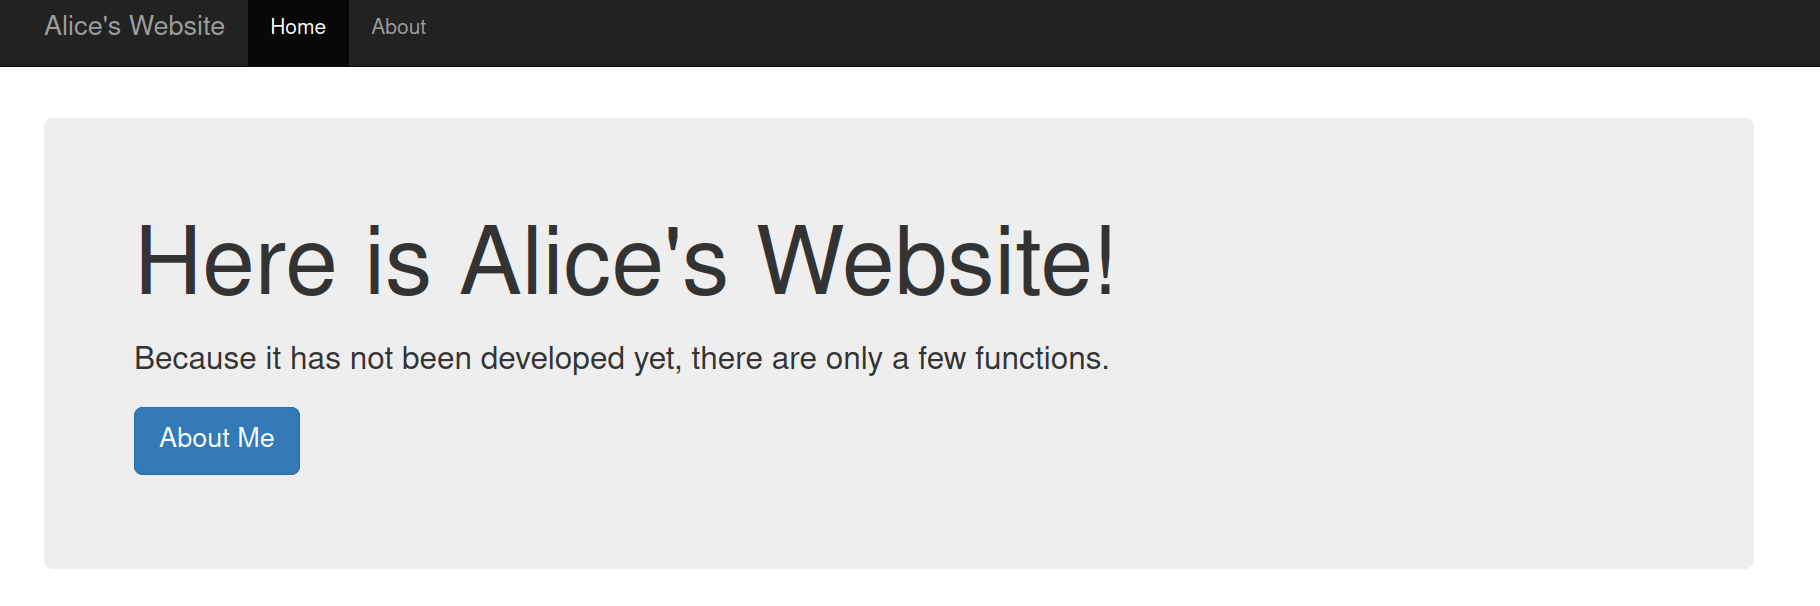 Alice's Website Home About
Here is Alice's Website!
Because it has not been developed yet, there are only a few functions.
About Me